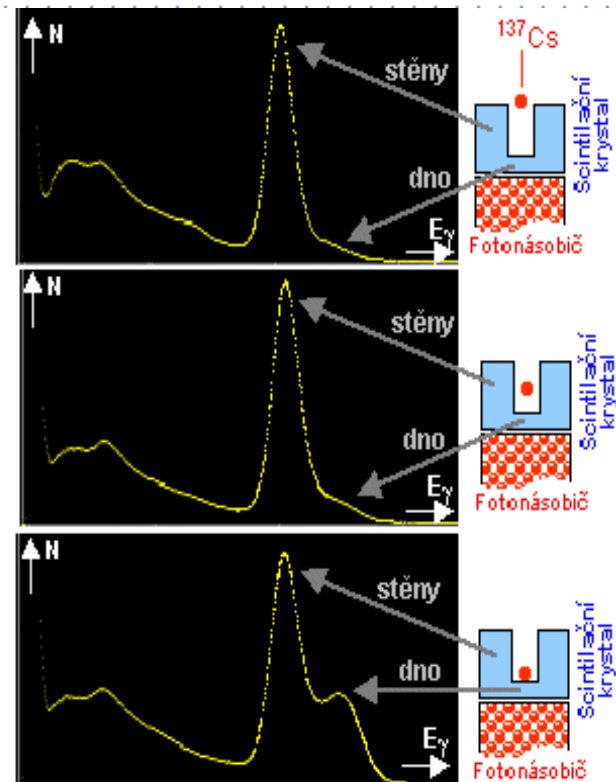 N
stěny
dno
Eγ
¹³⁷Cs
Scintilační
krystal
Fotonásobič
N
stěny
dno
Eγ
Scintilační
krystal
Fotonásobič
N
stěny
dno
Eγ
Scintilační
krystal
Fotonásobič